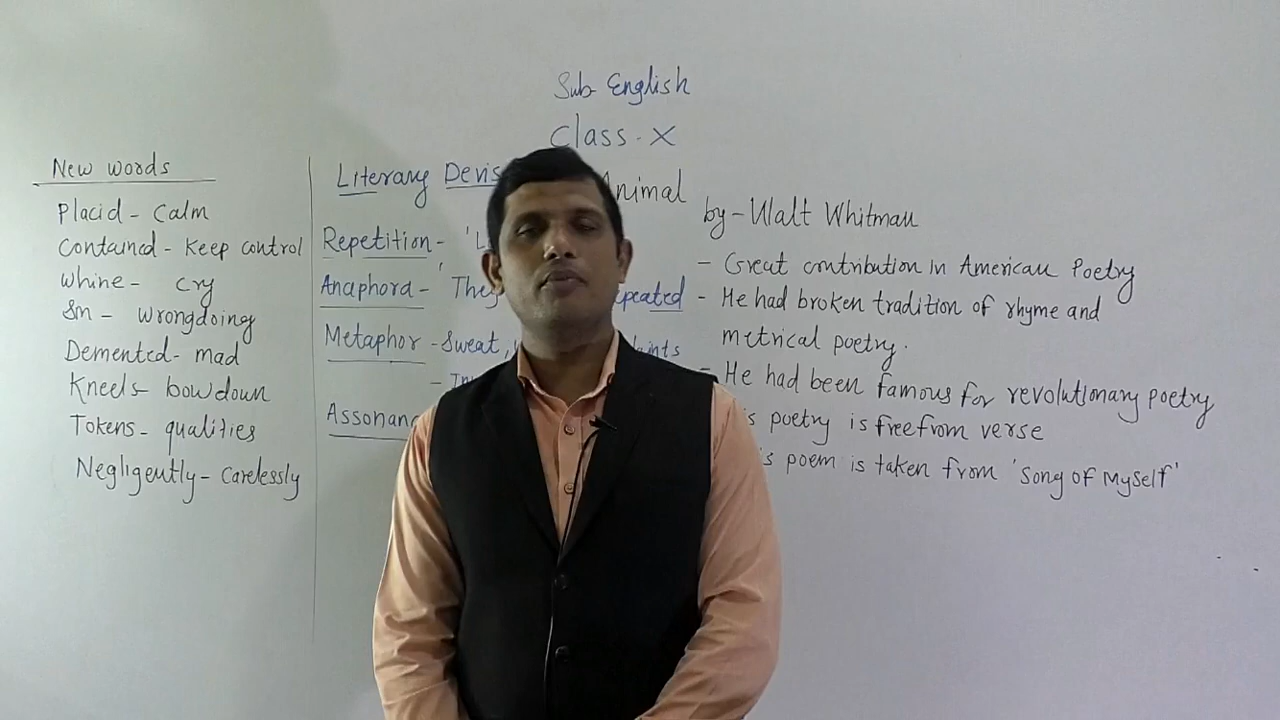 Sub- English
Class - X
Animal
New words
Placid - Calm
Contained - Keep control
Whine - cry
Sin - wrongdoing
Demented - mad
Kneels - bowdown
Tokens - qualities
Negligently - Carelessly
Literary
Repetition -
Anaphora - 'They
Metaphor - Sweat,
by - Walt Whitman
- Great contribution in American Poetry
- He had broken tradition of rhyme and
metrical poetry.
- He had been famous for revolutionary poetry
poetry is free from verse
poem is taken from 'Song of Myself'